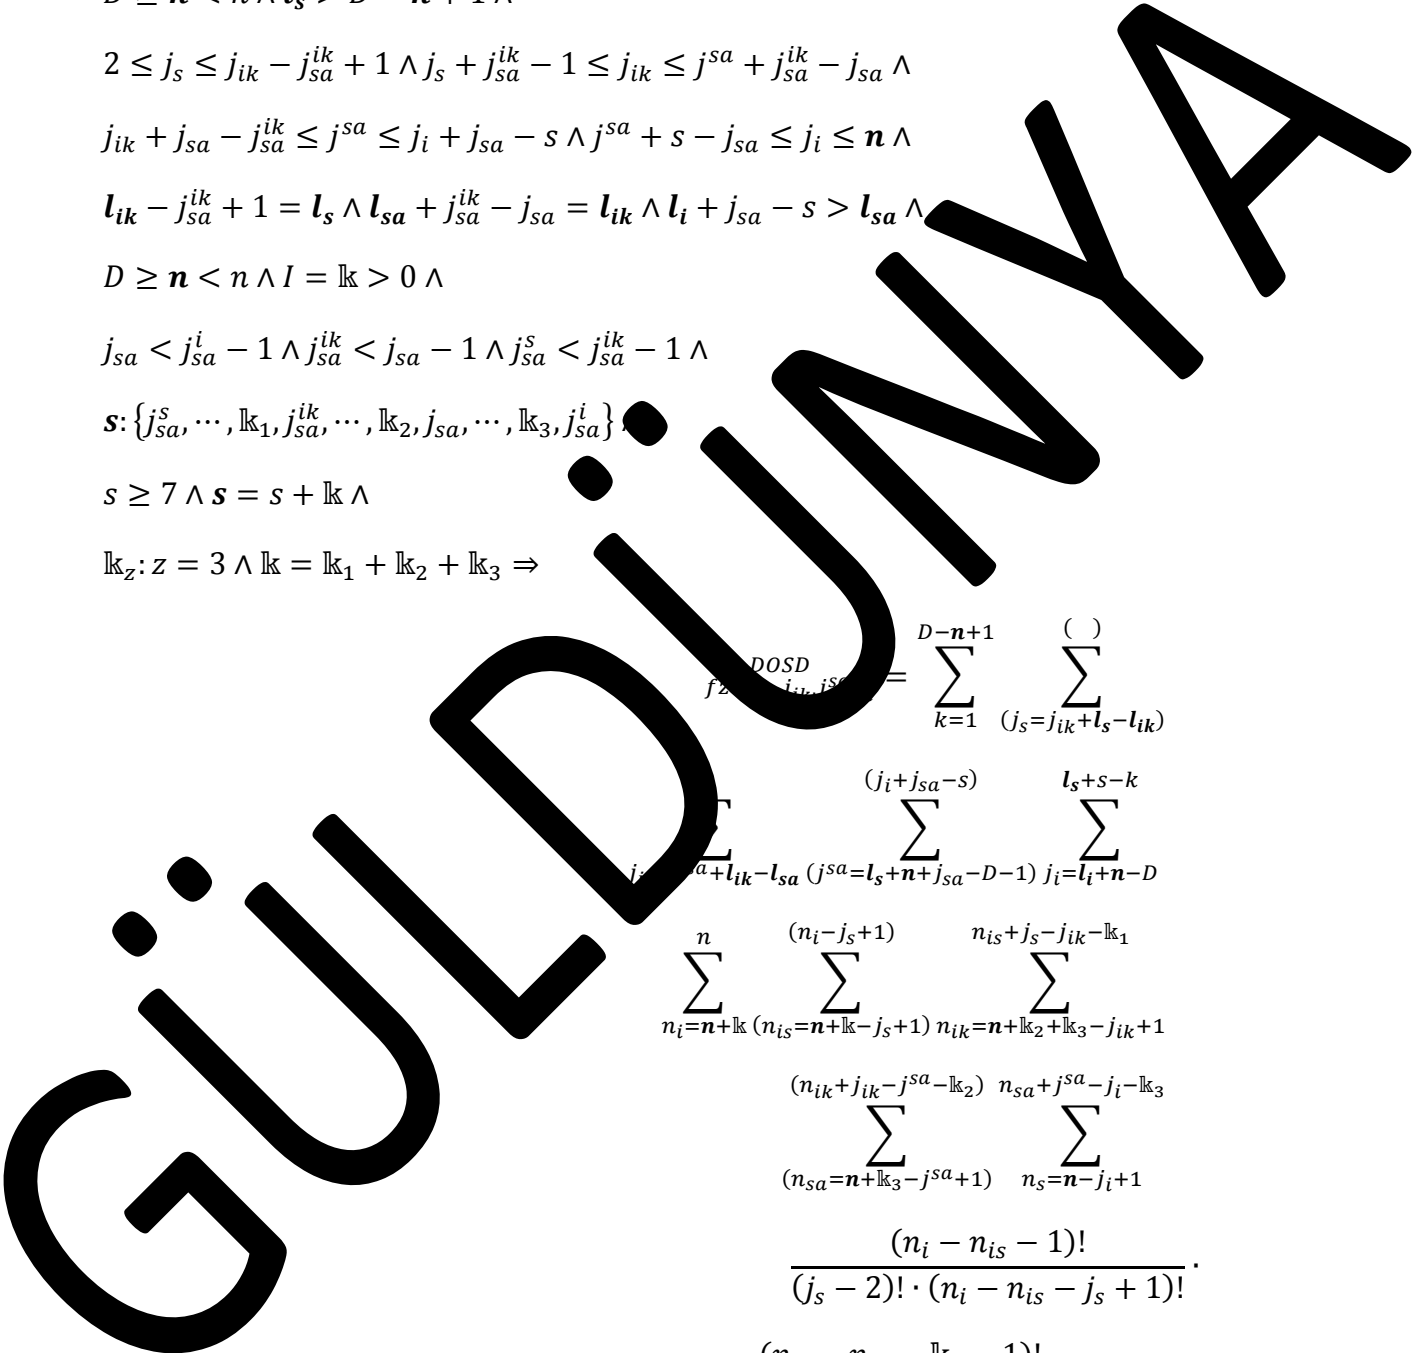 2 ≤ j_s ≤ j_{ik} − j_{sa}^{ik} + 1 ∧ j_s + j_{sa}^{ik} − 1 ≤ j_{ik} ≤ j^{sa} + j_{sa}^{ik} − j_{sa} ∧
j_{ik} + j_{sa} − j_{sa}^{ik} ≤ j^{sa} ≤ j_i + j_{sa} − s ∧ j^{sa} + s − j_{sa} ≤ j_i ≤ n ∧
l_{ik} − j_{sa}^{ik} + 1 = l_s ∧ l_{sa} + j_{sa}^{ik} − j_{sa} = l_{ik} ∧ l_i + j_{sa} − s > l_{sa} ∧
D ≥ n < n ∧ I = 𝕜 > 0 ∧
j_{sa} < j_{sa}^i − 1 ∧ j_{sa}^{ik} < j_{sa} − 1 ∧ j_{sa}^s < j_{sa}^{ik} − 1 ∧
s: {j_{sa}^s, ⋯, 𝕜_1, j_{sa}^{ik}, ⋯, 𝕜_2, j_{sa}, ⋯, 𝕜_3, j_{sa}^i}
s ≥ 7 ∧ s = s + 𝕜 ∧
𝕜_z: z = 3 ∧ 𝕜 = 𝕜_1 + 𝕜_2 + 𝕜_3 ⇒
DOSD = ∑_{k=1}^{D−n+1} ∑_{(j_s=j_{ik}+l_s−l_{ik})}^{( )}
∑_{+l_{ik}−l_{sa}} ∑_{(j^{sa}=l_s+n+j_{sa}−D−1)}^{(j_i+j_{sa}−s)} ∑_{j_i=l_i+n−D}^{l_s+s−k}
∑_{n_i=n+𝕜}^{n} ∑_{(n_{is}=n+𝕜−j_s+1)}^{(n_i−j_s+1)} ∑_{n_{ik}=n+𝕜_2+𝕜_3−j_{ik}+1}^{n_{is}+j_s−j_{ik}−𝕜_1}
∑_{(n_{sa}=n+𝕜_3−j^{sa}+1)}^{(n_{ik}+j_{ik}−j^{sa}−𝕜_2)} ∑_{n_s=n−j_i+1}^{n_{sa}+j^{sa}−j_i−𝕜_3}
(n_i − n_{is} − 1)!
(j_s − 2)! · (n_i − n_{is} − j_s + 1)! ·
GÜLDÜNYA